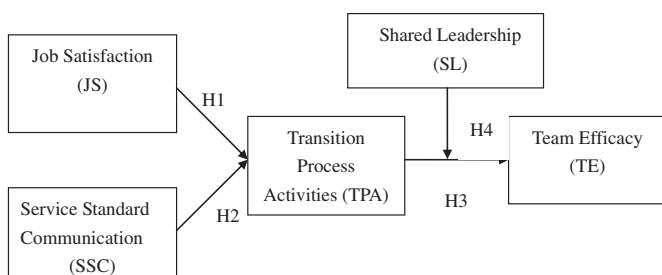 Job Satisfaction
(JS)
Shared Leadership
(SL)
H1
H4
Transition
Process
Activities (TPA)
Team Efficacy
(TE)
H2
H3
Service Standard
Communication
(SSC)